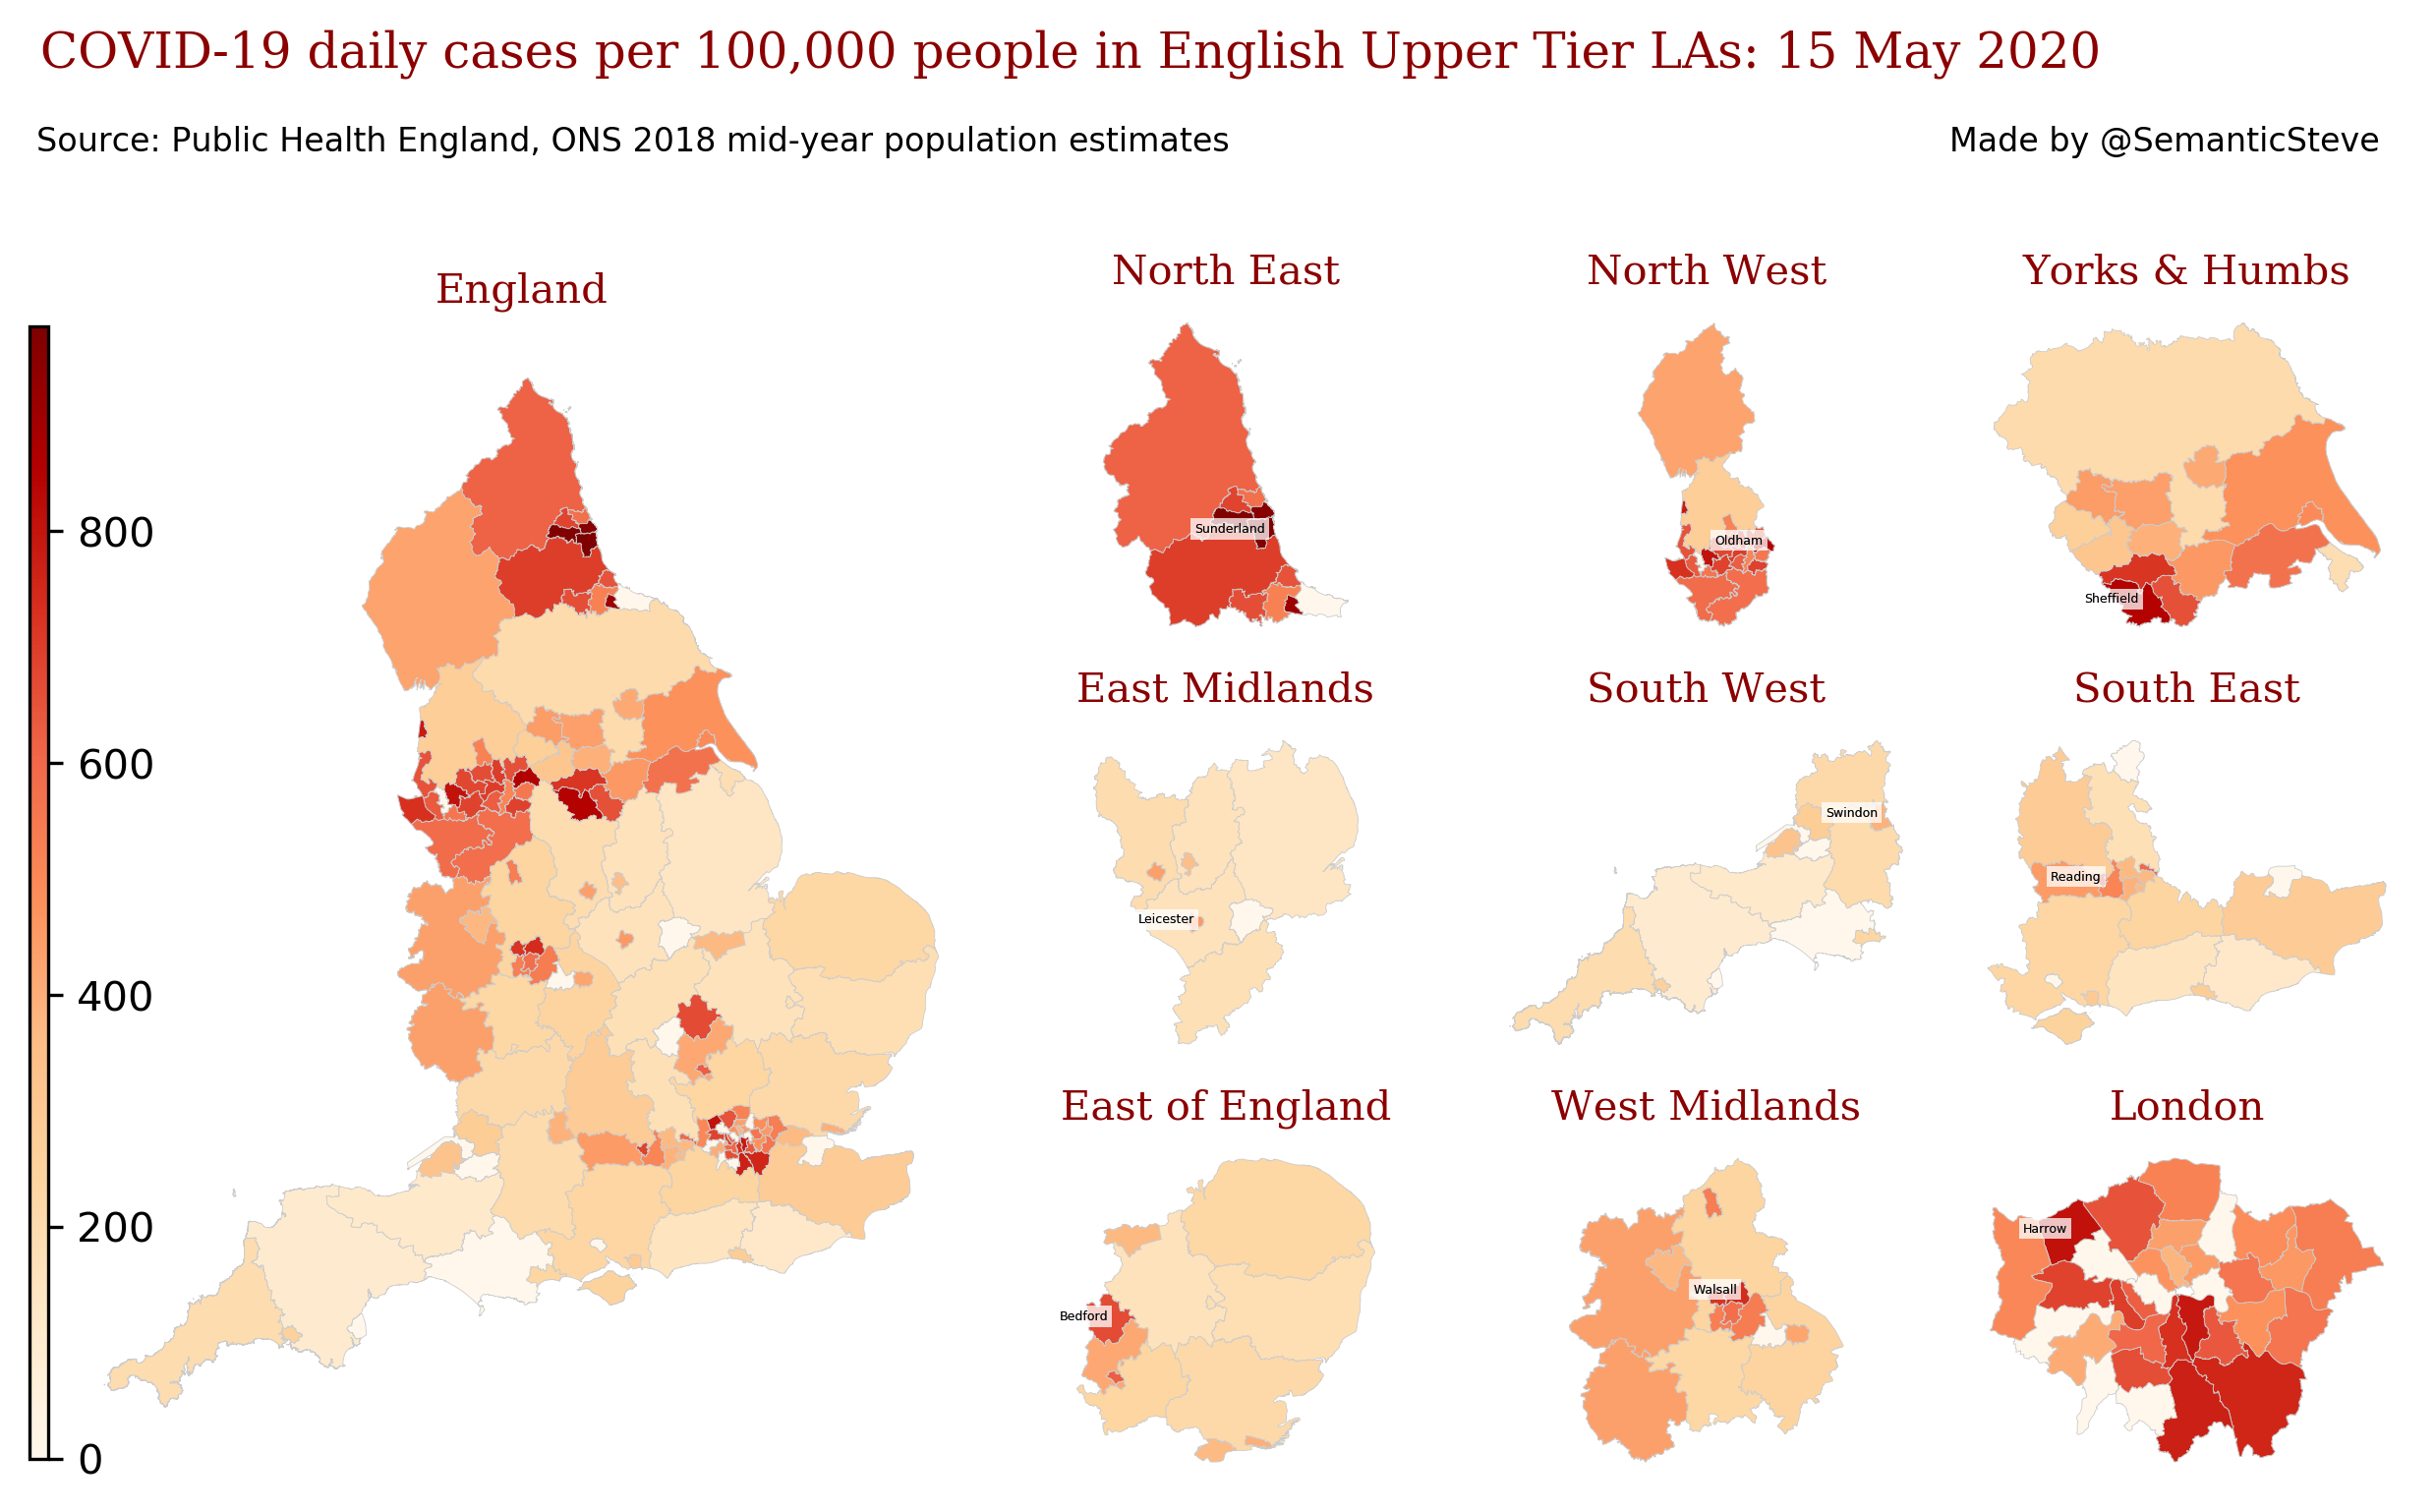 COVID-19 daily cases per 100,000 people in English Upper Tier LAs: 15 May 2020
Source: Public Health England, ONS 2018 mid-year population estimates
Made by @SemanticSteve
England
800
600
400
200
0
North East
Sunderland
North West
Oldham
Yorks & Humbs
Sheffield
East Midlands
Leicester
South West
Swindon
South East
Reading
East of England
Bedford
West Midlands
Walsall
London
Harrow